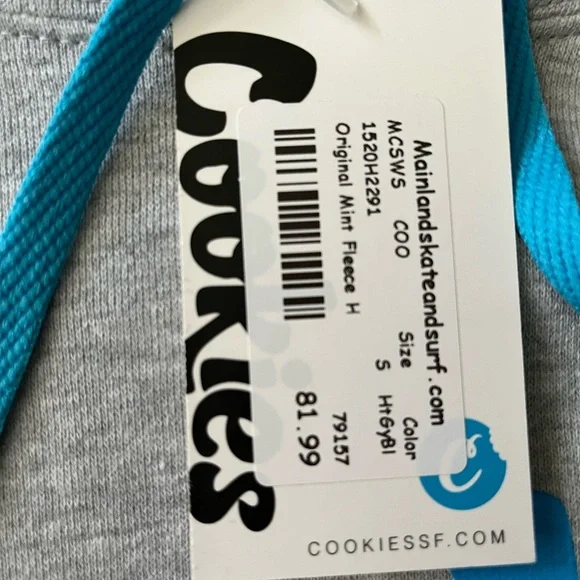 Cookies
Mainlandskateandsurf.com
MCSWS COO Size Color
1520H2291 S HtGyBl
Original Mint Fleece H 79157
81.99
COOKIESSF.COM